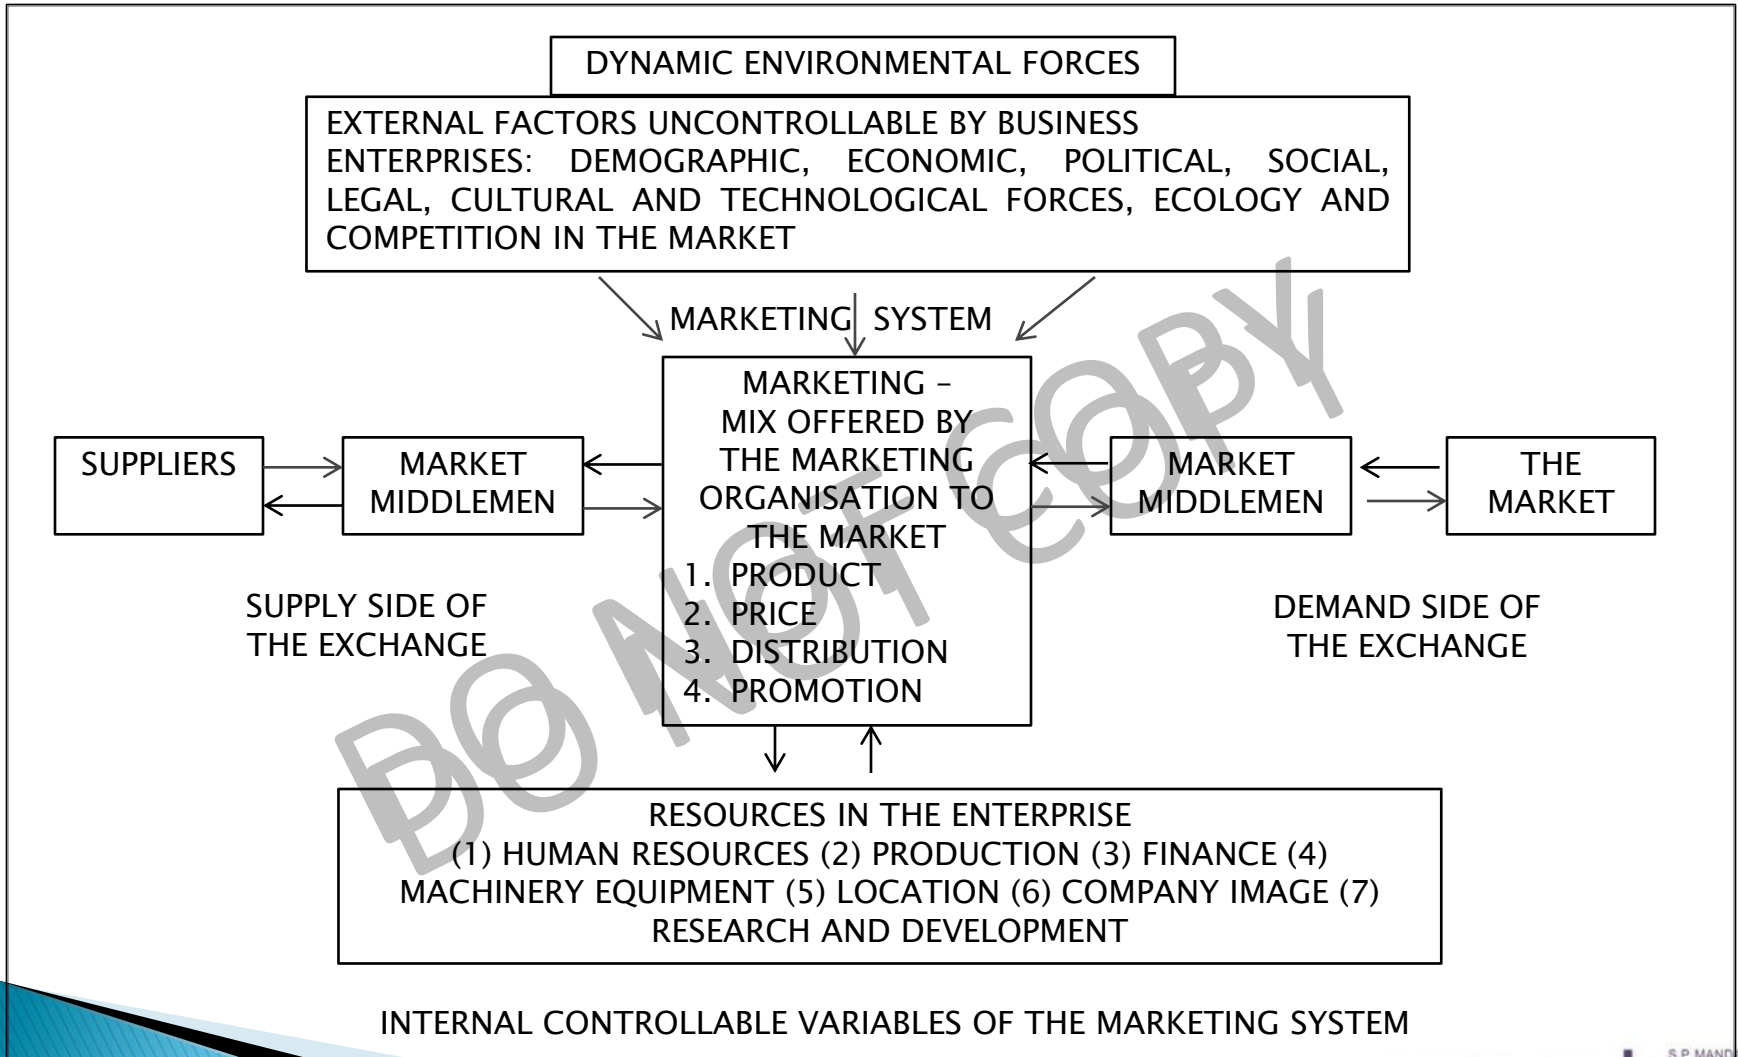 DYNAMIC ENVIRONMENTAL FORCES
EXTERNAL FACTORS UNCONTROLLABLE BY BUSINESS
ENTERPRISES: DEMOGRAPHIC, ECONOMIC, POLITICAL, SOCIAL,
LEGAL, CULTURAL AND TECHNOLOGICAL FORCES, ECOLOGY AND
COMPETITION IN THE MARKET
MARKETING SYSTEM
SUPPLIERS
MARKET
MIDDLEMEN
MARKETING –
MIX OFFERED BY
THE MARKETING
ORGANISATION TO
THE MARKET
1. PRODUCT
2. PRICE
3. DISTRIBUTION
4. PROMOTION
MARKET
MIDDLEMEN
THE
MARKET
SUPPLY SIDE OF
THE EXCHANGE
DEMAND SIDE OF
THE EXCHANGE
DO NOT COPY
DO NOT COPY
RESOURCES IN THE ENTERPRISE
(1) HUMAN RESOURCES (2) PRODUCTION (3) FINANCE (4)
MACHINERY EQUIPMENT (5) LOCATION (6) COMPANY IMAGE (7)
RESEARCH AND DEVELOPMENT
INTERNAL CONTROLLABLE VARIABLES OF THE MARKETING SYSTEM